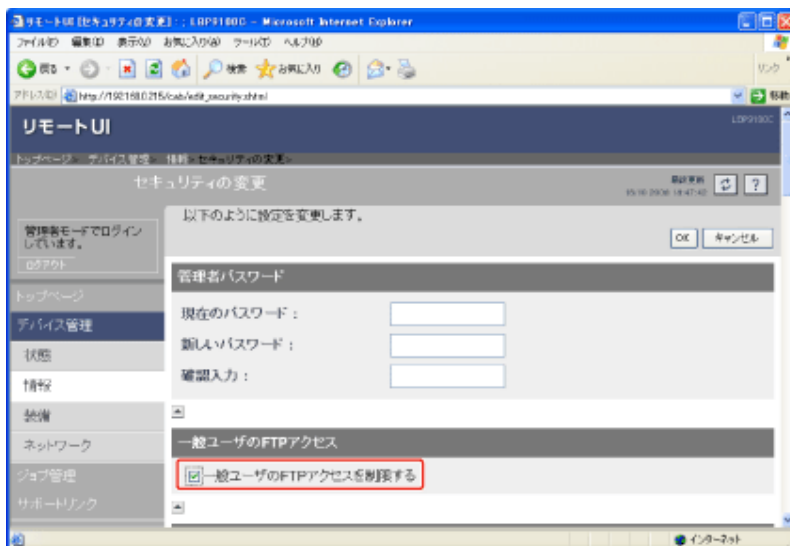 リモートUI [セキュリティの変更] : ; LBP9100C - Microsoft Internet Explorer
ファイル(F) 編集(E) 表示(V) お気に入り(A) ツール(T) ヘルプ(H)
戻る 検索 お気に入り リンク
アドレス(D) http://192.168.0.215/cab/edit_security.shtml 移動
リモートUI LBP9100C
トップページ> デバイス管理> 情報> セキュリティの変更>
セキュリティの変更 最終更新
?
以下のように設定を変更します。
管理者モードでログイン
しています。
ログアウト
OK キャンセル
管理者パスワード
トップページ
現在のパスワード :
デバイス管理
新しいパスワード :
状態
確認入力 :
情報
装備
ネットワーク
一般ユーザのFTPアクセス
ジョブ管理
一般ユーザのFTPアクセスを制限する
サポートリンク
インターネット